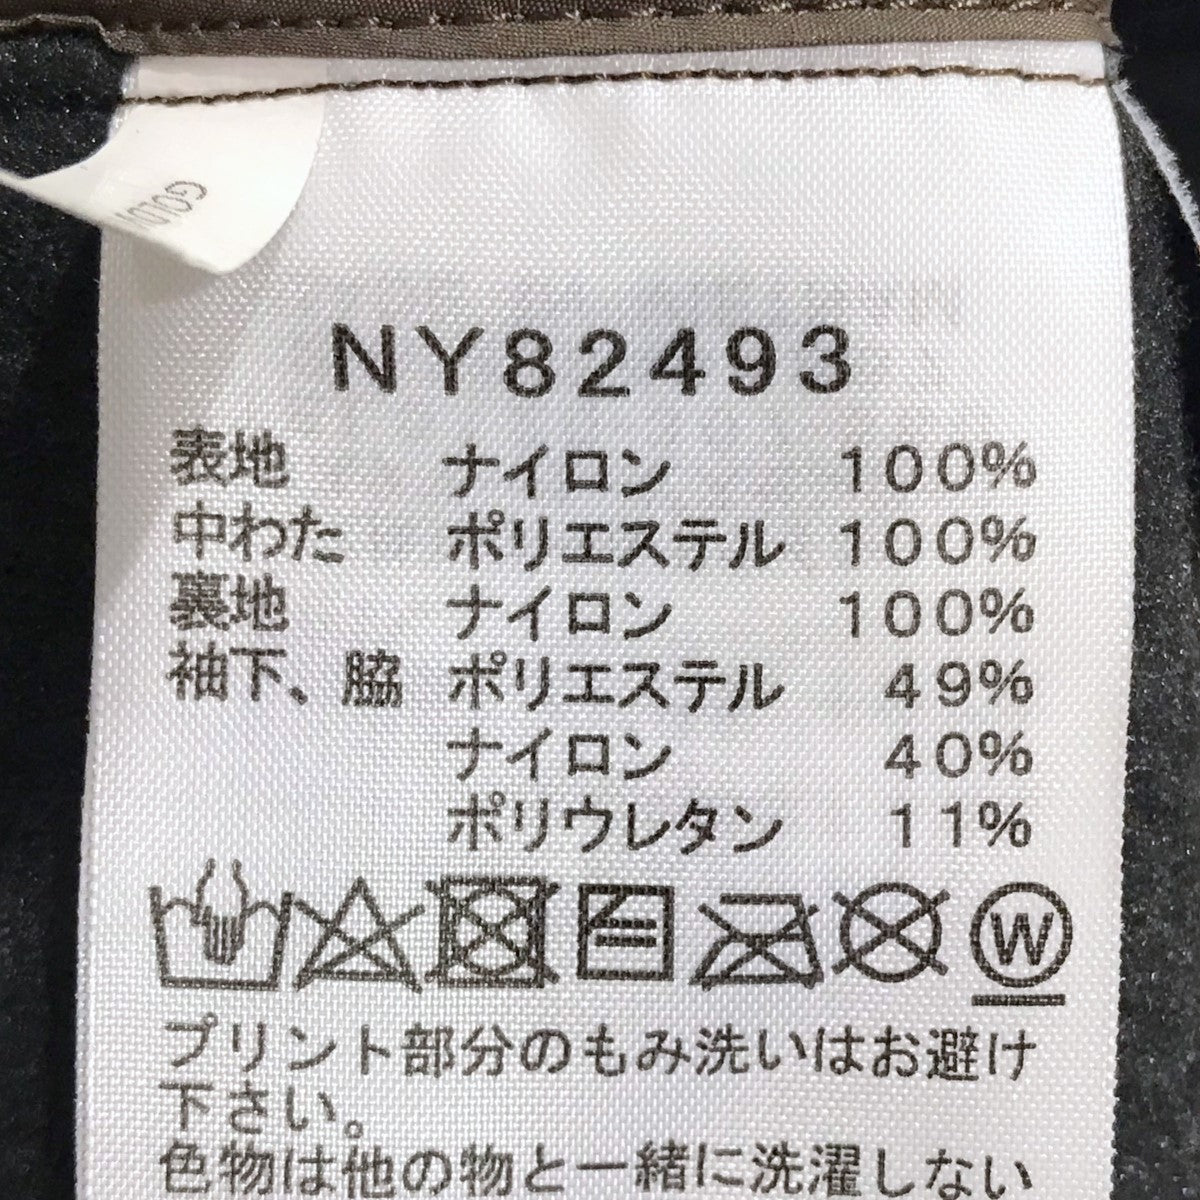 NY82493
表地 ナイロン 100%
中わた ポリエステル 100%
裏地 ナイロン 100%
袖下、脇 ポリエステル 49%
ナイロン 40%
ポリウレタン 11%
W
プリント部分のもみ洗いはお避け
下さい。
色物は他の物と一緒に洗濯しない